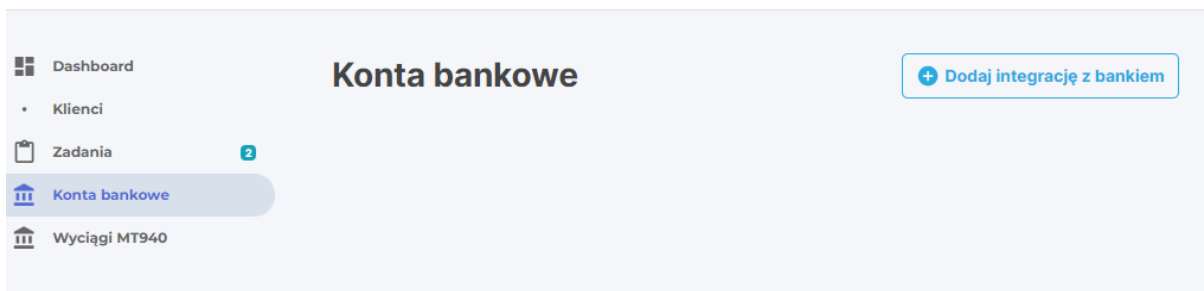 Dashboard
Klienci
Zadania 2
Konta bankowe
Wyciągi MT940
Konta bankowe
Dodaj integrację z bankiem